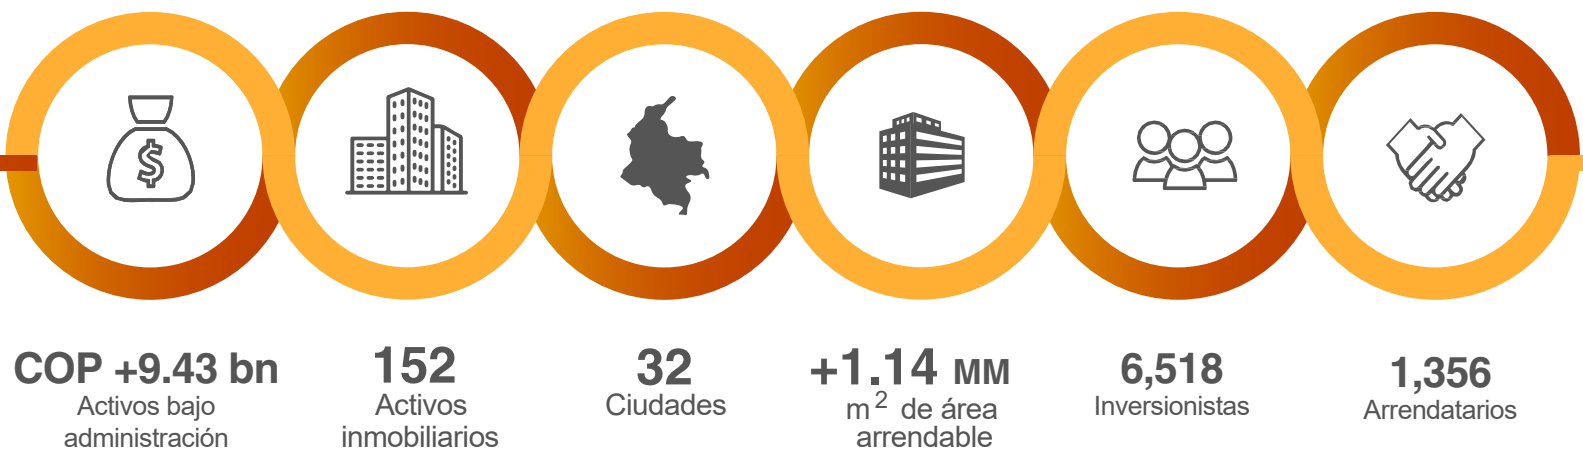 $
COP +9.43 bn
Activos bajo
administración
152
Activos
inmobiliarios
32
Ciudades
+1.14 MM
m² de área
arrendable
6,518
Inversionistas
1,356
Arrendatarios